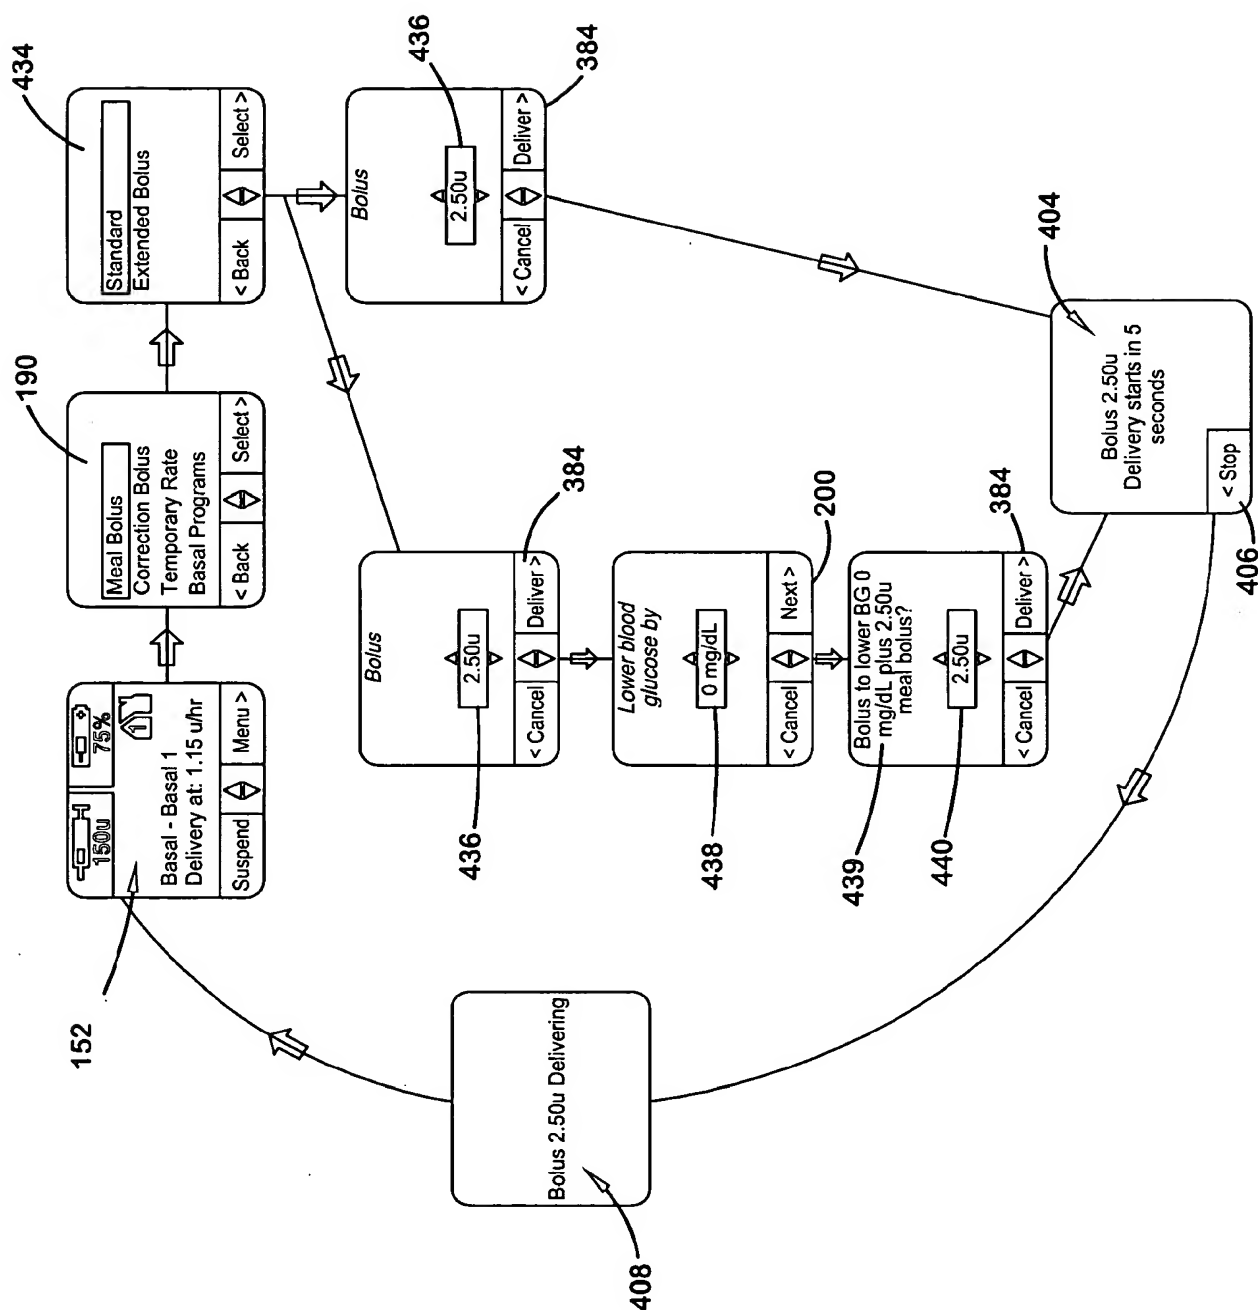 152
150u
75%
1
Basal - Basal 1
Delivery at: 1.15 u/hr
Suspend
Menu >
190
Meal Bolus
Correction Bolus
Temporary Rate
Basal Programs
< Back
Select >
434
Standard
Extended Bolus
< Back
Select >
Bolus
436
2.50u
< Cancel
Deliver >
384
Bolus
436
2.50u
< Cancel
Deliver >
384
Lower blood
glucose by
438
0 mg/dL
< Cancel
Next >
200
439
Bolus to lower BG 0
mg/dL plus 2.50u
meal bolus?
440
2.50u
< Cancel
Deliver >
384
404
Bolus 2.50u
Delivery starts in 5
seconds
< Stop
406
408
Bolus 2.50u Delivering